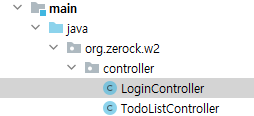 main
java
org.zerock.w2
controller
C LoginController
C TodoListController